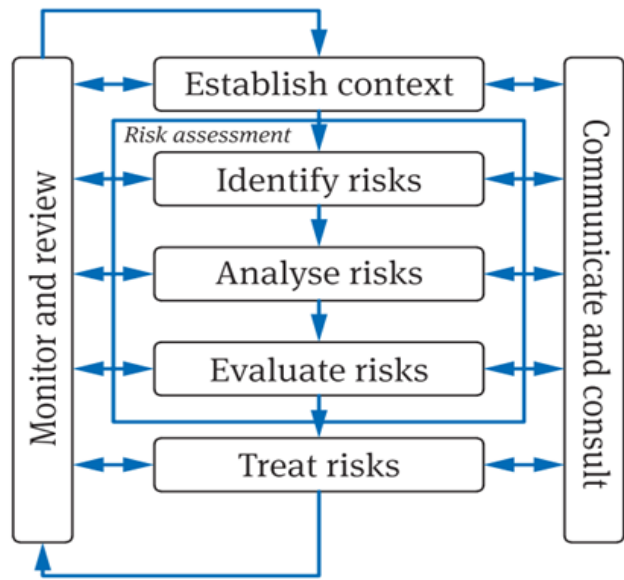 Establish context
Risk assessment
Identify risks
Analyse risks
Evaluate risks
Treat risks
Monitor and review
Communicate and consult